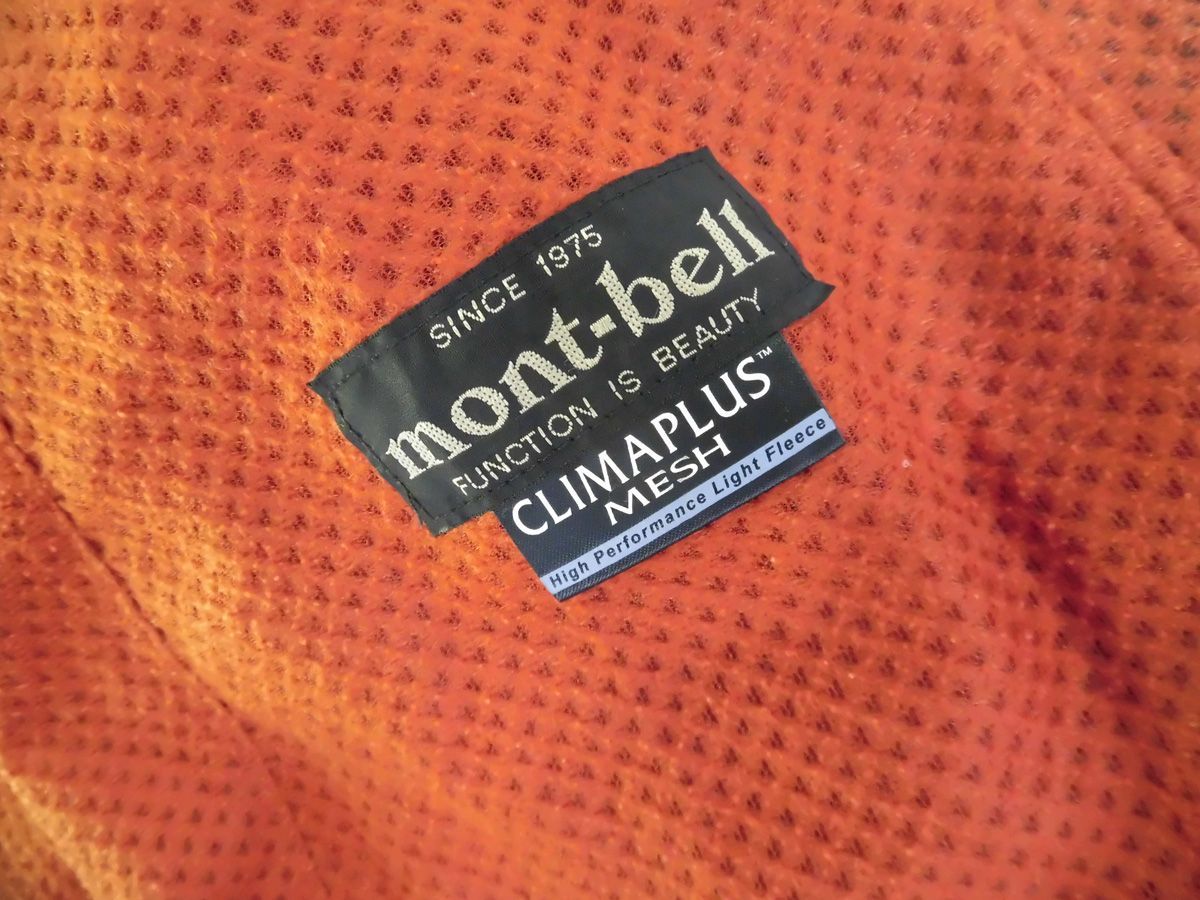 SINCE 1975
mont-bell
FUNCTION IS BEAUTY
CLIMAPLUS™
MESH
High Performance Light Fleece